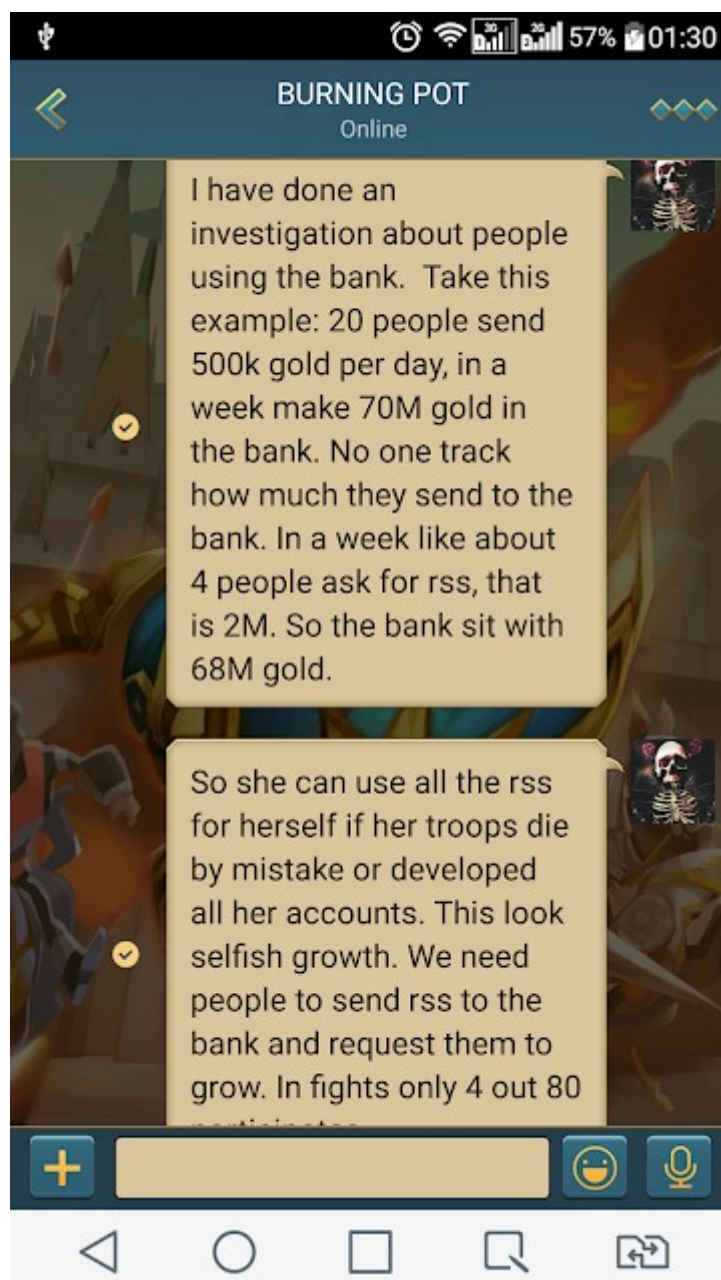 3G 3G 57% 01:30
BURNING POT
Online
I have done an
investigation about people
using the bank.  Take this
example: 20 people send
500k gold per day, in a
week make 70M gold in
the bank. No one track
how much they send to the
bank. In a week like about
4 people ask for rss, that
is 2M. So the bank sit with
68M gold.
So she can use all the rss
for herself if her troops die
by mistake or developed
all her accounts. This look
selfish growth. We need
people to send rss to the
bank and request them to
grow. In fights only 4 out 80